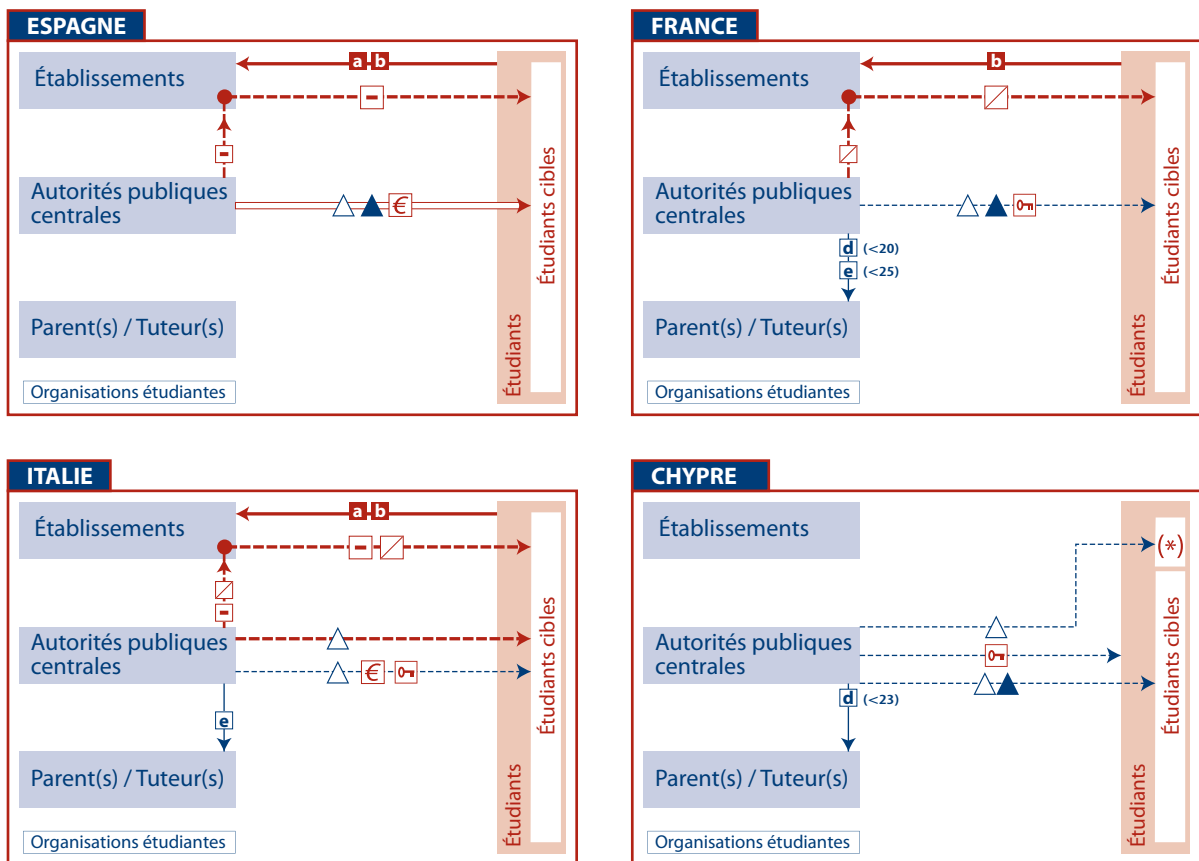 ESPAGNE
Établissements
a b
-
-
Autorités publiques
centrales
€
Parent(s) / Tuteur(s)
Organisations étudiantes
Étudiants
Étudiants cibles
FRANCE
Établissements
b
Autorités publiques
centrales
d (<20)
e (<25)
Parent(s) / Tuteur(s)
Organisations étudiantes
Étudiants
Étudiants cibles
ITALIE
Établissements
a b
-
-
Autorités publiques
centrales
€
e
Parent(s) / Tuteur(s)
Organisations étudiantes
Étudiants
Étudiants cibles
CHYPRE
Établissements
(*)
Autorités publiques
centrales
d (<23)
Parent(s) / Tuteur(s)
Organisations étudiantes
Étudiants
Étudiants cibles